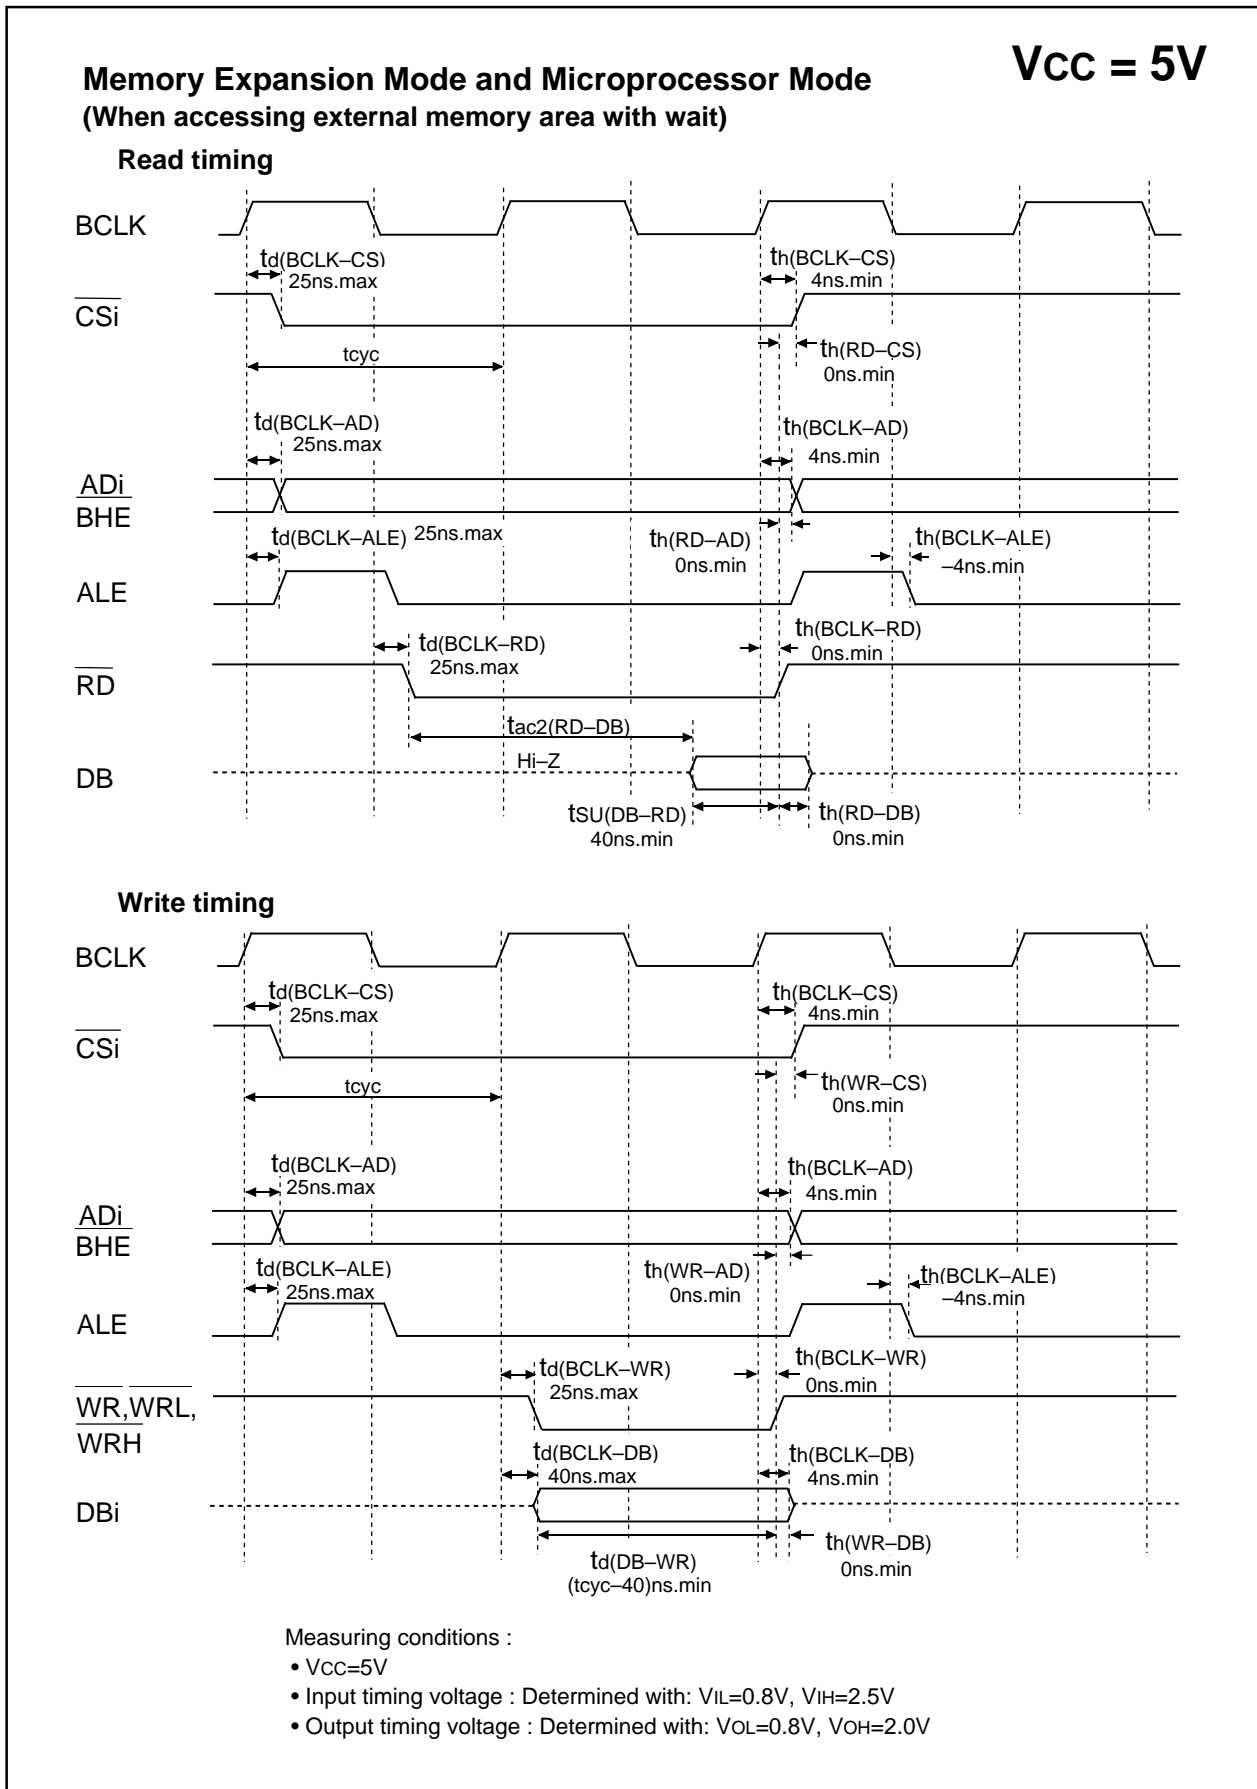 VCC = 5V
Memory Expansion Mode and Microprocessor Mode
(When accessing external memory area with wait)
Read timing
BCLK
td(BCLK–CS)
25ns.max
th(BCLK–CS)
4ns.min
CSi
tcyc
th(RD–CS)
0ns.min
td(BCLK–AD)
25ns.max
th(BCLK–AD)
4ns.min
ADi
BHE
td(BCLK–ALE) 25ns.max
th(RD–AD)
0ns.min
th(BCLK–ALE)
–4ns.min
ALE
td(BCLK–RD)
25ns.max
th(BCLK–RD)
0ns.min
RD
tac2(RD–DB)
Hi–Z
DB
tSU(DB–RD)
40ns.min
th(RD–DB)
0ns.min
Write timing
BCLK
td(BCLK–CS)
25ns.max
th(BCLK–CS)
4ns.min
CSi
tcyc
th(WR–CS)
0ns.min
td(BCLK–AD)
25ns.max
th(BCLK–AD)
4ns.min
ADi
BHE
td(BCLK–ALE)
25ns.max
th(WR–AD)
0ns.min
th(BCLK–ALE)
–4ns.min
ALE
td(BCLK–WR)
25ns.max
th(BCLK–WR)
0ns.min
WR,WRL,
WRH
td(BCLK–DB)
40ns.max
th(BCLK–DB)
4ns.min
DBi
td(DB–WR)
(tcyc–40)ns.min
th(WR–DB)
0ns.min
Measuring conditions :
• VCC=5V
• Input timing voltage : Determined with: VIL=0.8V, VIH=2.5V
• Output timing voltage : Determined with: VOL=0.8V, VOH=2.0V